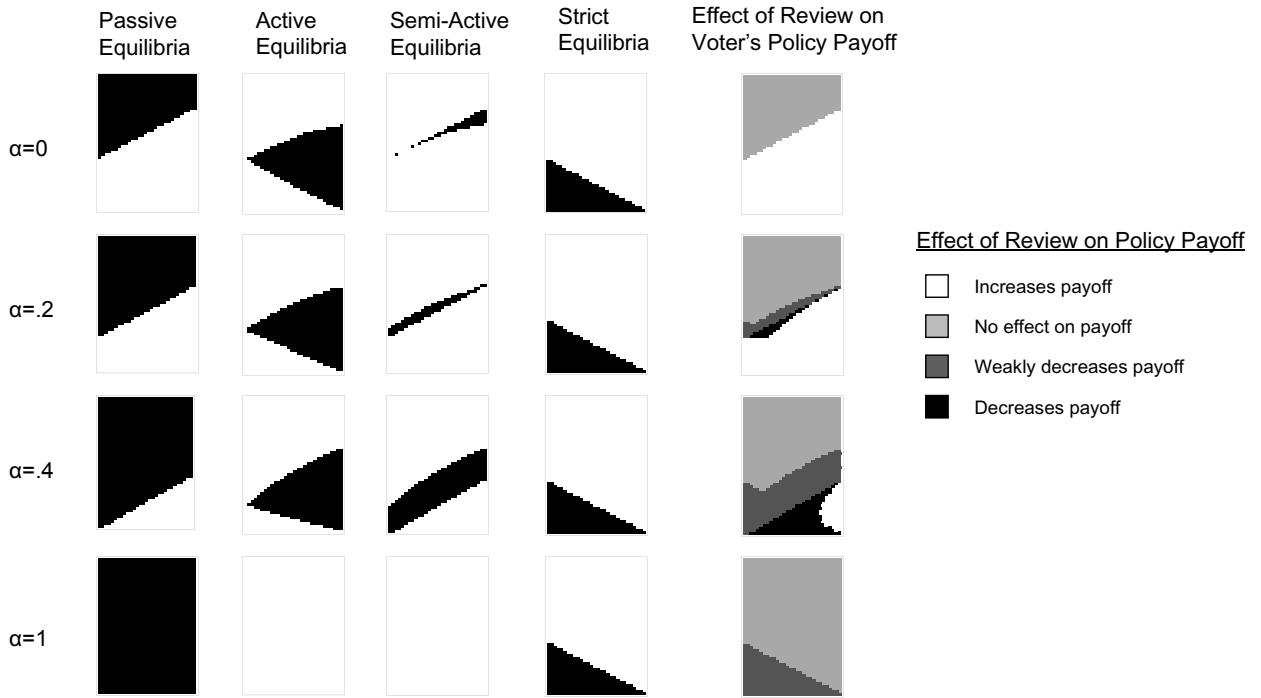 Passive
Equilibria
Active
Equilibria
Semi-Active
Equilibria
Strict
Equilibria
Effect of Review on
Voter's Policy Payoff
α=0
α=.2
α=.4
α=1
Effect of Review on Policy Payoff
Increases payoff
No effect on payoff
Weakly decreases payoff
Decreases payoff